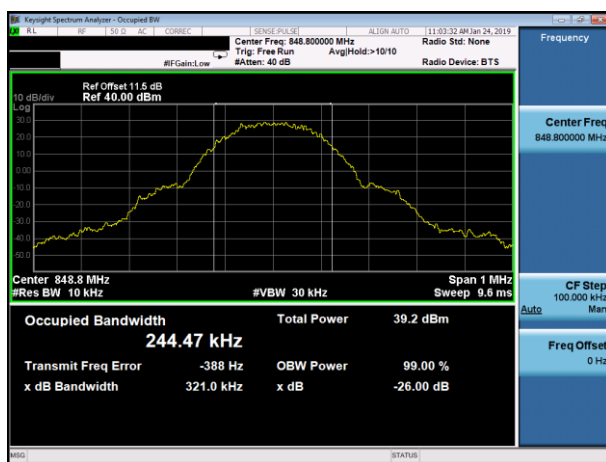 Keysight Spectrum Analyzer - Occupied BW
RL RF 50 Ω AC CORREC SENSE:PULSE ALIGN AUTO 11:03:32 AM Jan 24, 2019
Frequency
Center Freq: 848.800000 MHz Radio Std: None
Trig: Free Run Avg|Hold:>10/10
#IFGain:Low #Atten: 40 dB Radio Device: BTS
Ref Offset 11.5 dB
10 dB/div Ref 40.00 dBm
Log
30.0
20.0
10.0
0.00
-10.0
-20.0
-30.0
-40.0
-50.0
Center 848.8 MHz Span 1 MHz
#Res BW 10 kHz #VBW 30 kHz Sweep 9.6 ms
Occupied Bandwidth Total Power 39.2 dBm
244.47 kHz
Transmit Freq Error -388 Hz OBW Power 99.00 %
x dB Bandwidth 321.0 kHz x dB -26.00 dB
Center Freq
848.800000 MHz
CF Step
100.000 kHz
Auto Man
Freq Offset
0 Hz
MSG STATUS